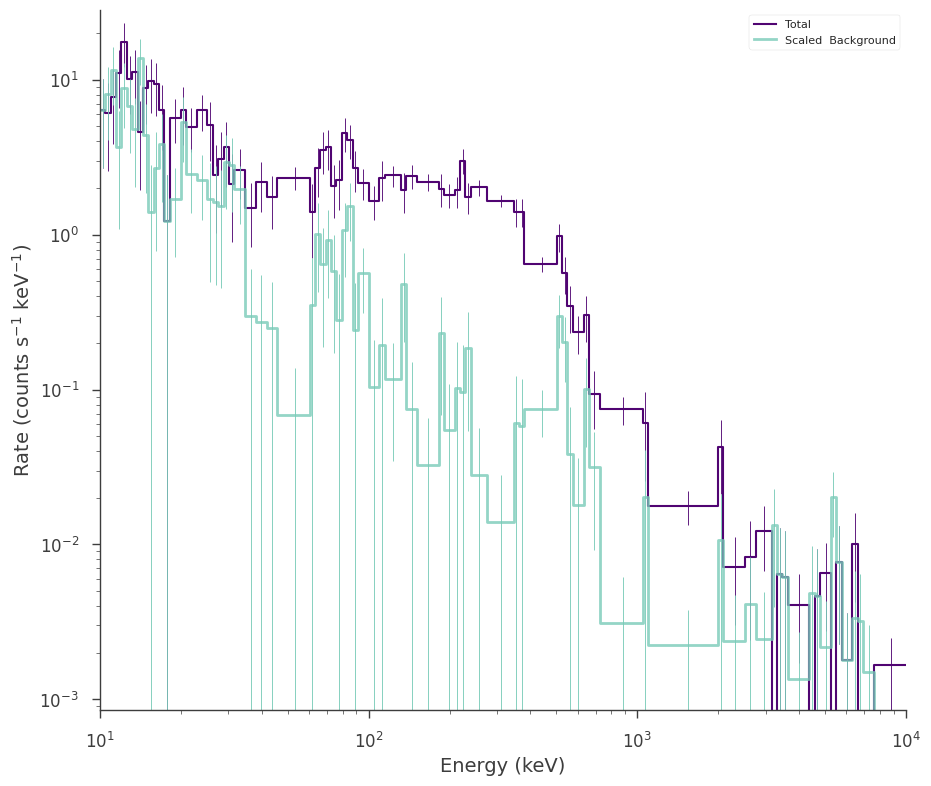 Total
Scaled  Background
10¹
10⁰
10⁻¹
10⁻²
10⁻³
Rate (counts s⁻¹ keV⁻¹)
10¹ 10² 10³ 10⁴
Energy (keV)